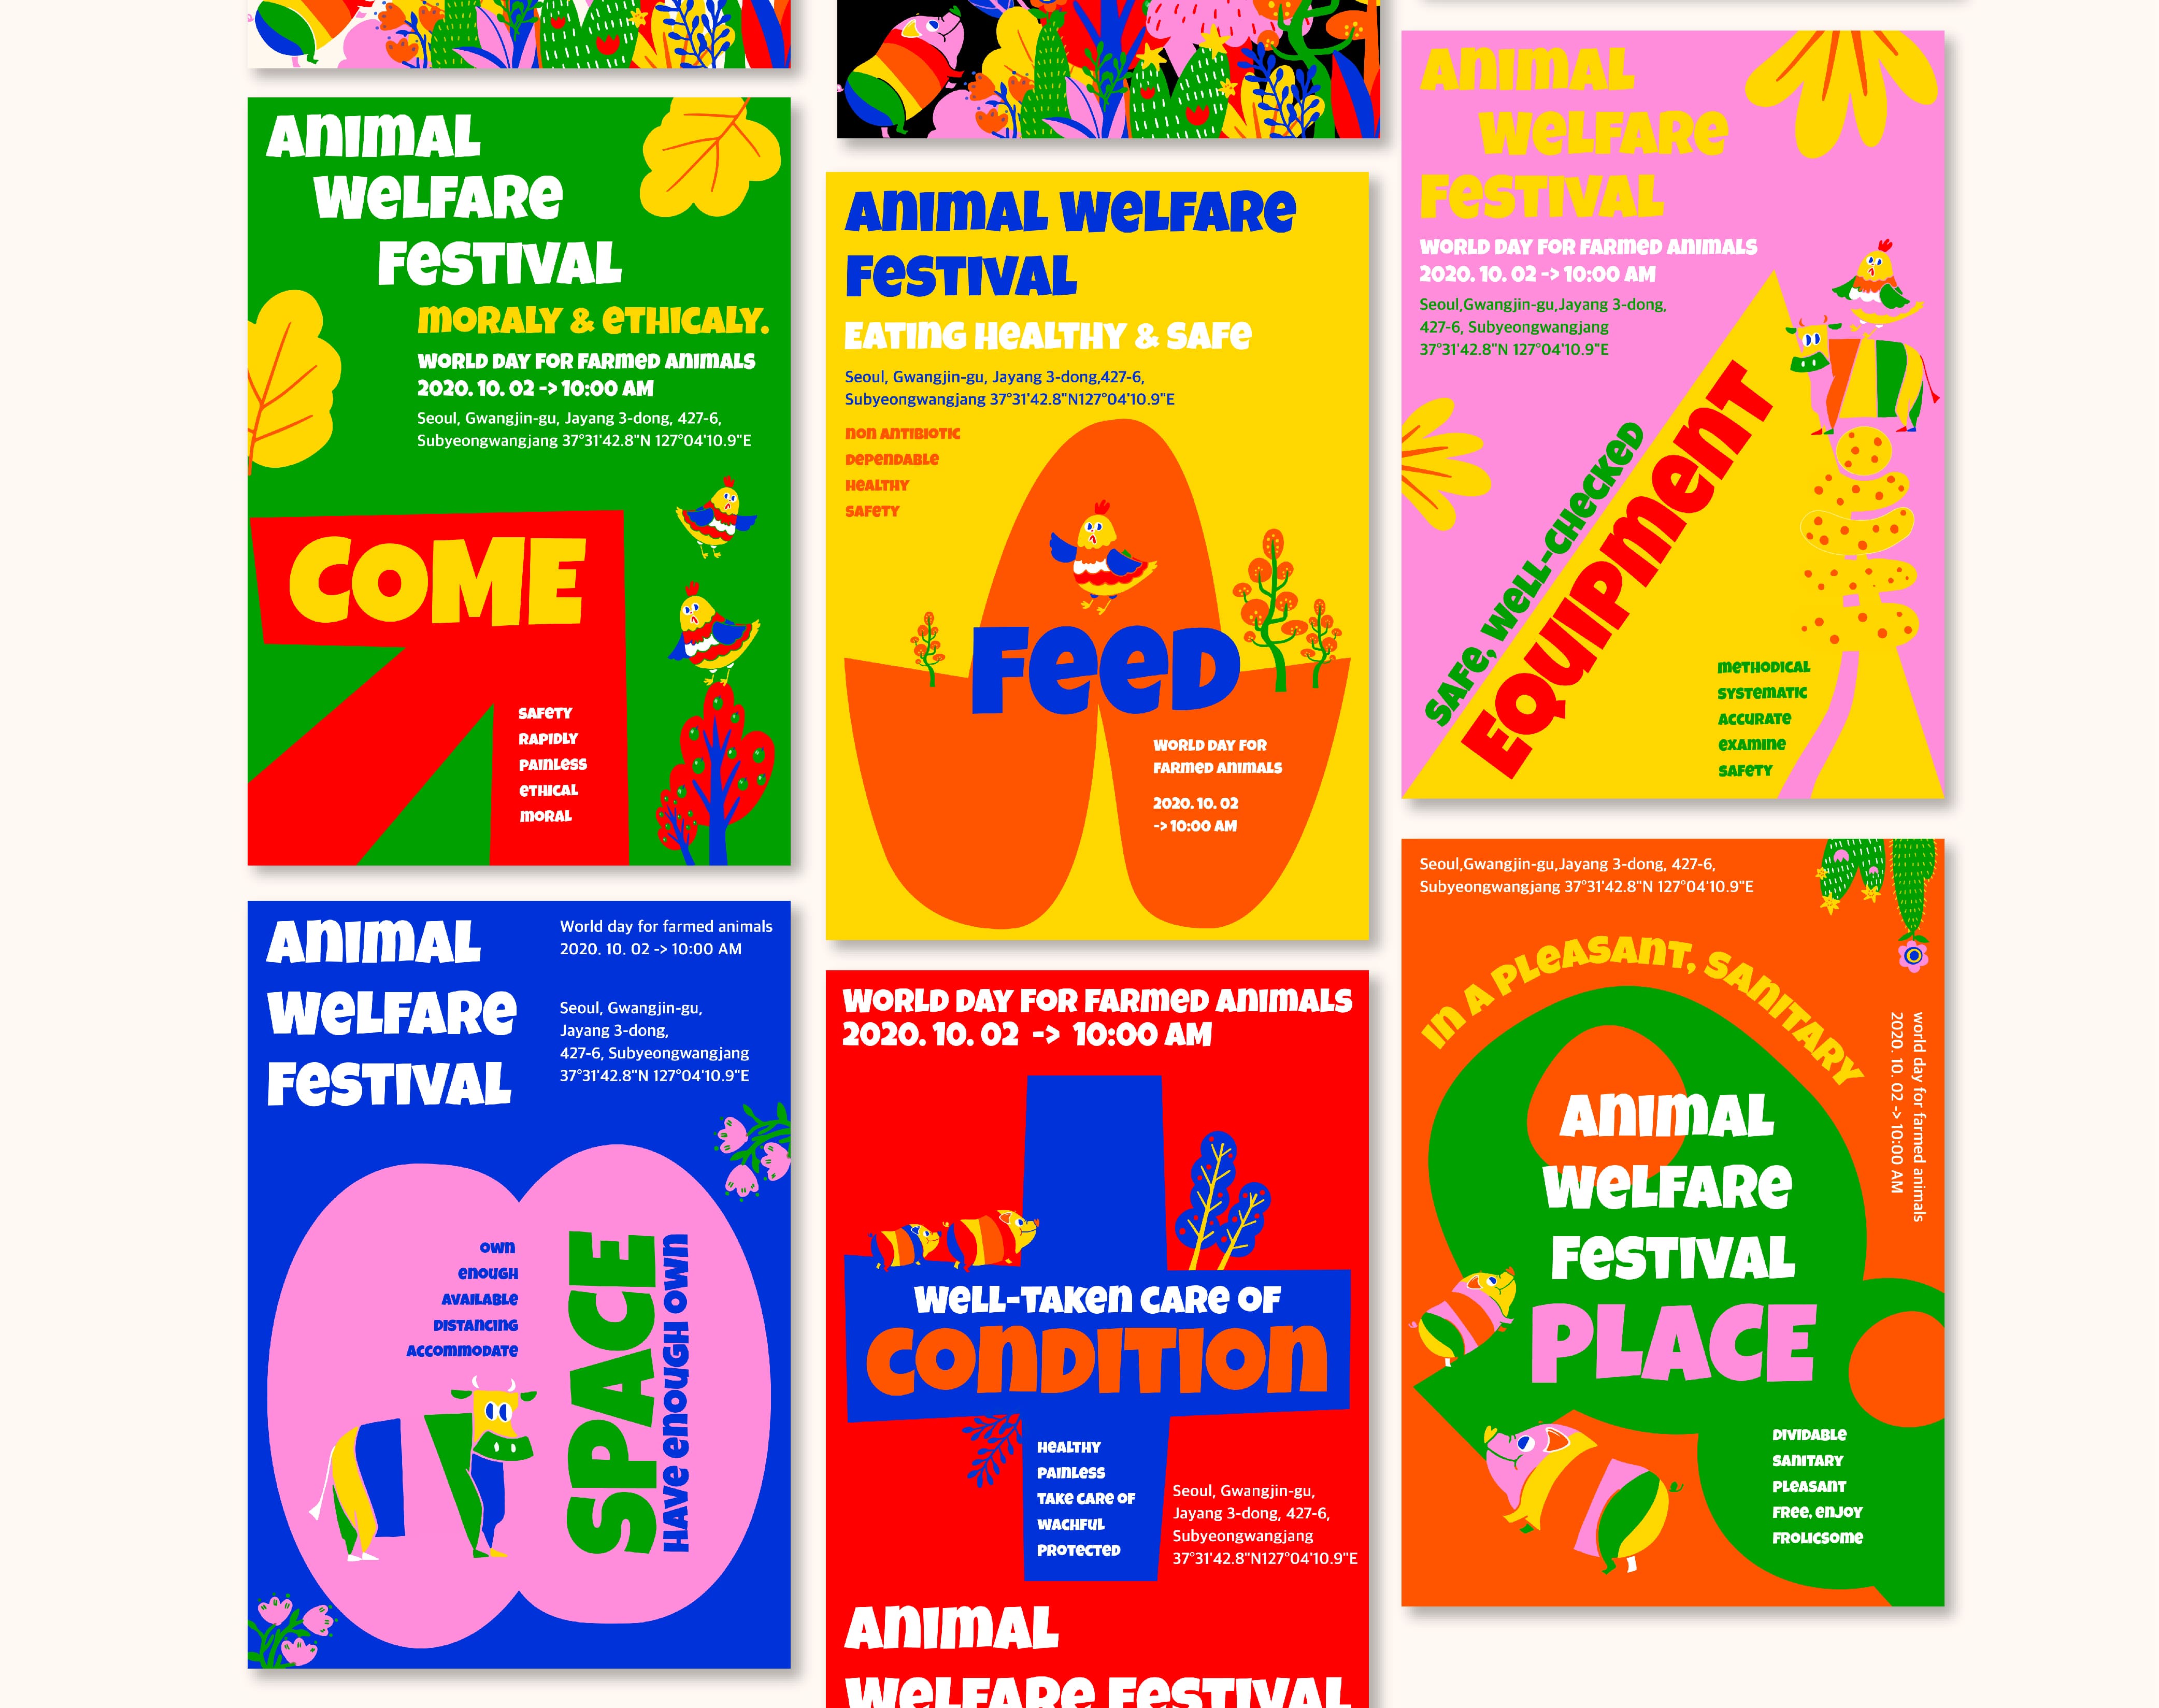 ANIMAL
WELFARE
FESTIVAL
MORALY & ETHICALY.
WORLD DAY FOR FARMED ANIMALS
2020. 10. 02 -> 10:00 AM
Seoul, Gwangjin-gu, Jayang 3-dong, 427-6,
Subyeongwangjang 37°31'42.8"N 127°04'10.9"E
COME
SAFETY
RAPIDLY
PAINLESS
ETHICAL
MORAL
ANIMAL
WELFARE
FESTIVAL
World day for farmed animals
2020. 10. 02 -> 10:00 AM
Seoul, Gwangjin-gu,
Jayang 3-dong,
427-6, Subyeongwangjang
37°31'42.8"N 127°04'10.9"E
OWN
ENOUGH
AVAILABLE
DISTANCING
ACCOMMODATE
SPACE
HAVE ENOUGH OWN
ANIMAL WELFARE
FESTIVAL
EATING HEALTHY & SAFE
Seoul, Gwangjin-gu, Jayang 3-dong,427-6,
Subyeongwangjang 37°31'42.8"N127°04'10.9"E
NON ANTIBIOTIC
DEPENDABLE
HEALTHY
SAFETY
FEED
WORLD DAY FOR
FARMED ANIMALS
2020. 10. 02
-> 10:00 AM
WORLD DAY FOR FARMED ANIMALS
2020. 10. 02 -> 10:00 AM
WELL-TAKEN CARE OF
CONDITION
HEALTHY
PAINLESS
TAKE CARE OF
WACHFUL
PROTECTED
Seoul, Gwangjin-gu,
Jayang 3-dong, 427-6,
Subyeongwangjang
37°31'42.8"N127°04'10.9"E
ANIMAL
WELFARE FESTIVAL
ANIMAL
WELFARE
FESTIVAL
WORLD DAY FOR FARMED ANIMALS
2020. 10. 02 -> 10:00 AM
Seoul,Gwangjin-gu,Jayang 3-dong,
427-6, Subyeongwangjang
37°31'42.8"N 127°04'10.9"E
SAFE, WELL-CHECKED
EQUIPMENT
METHODICAL
SYSTEMATIC
ACCURATE
EXAMINE
SAFETY
Seoul,Gwangjin-gu,Jayang 3-dong, 427-6,
Subyeongwangjang 37°31'42.8"N 127°04'10.9"E
IN A PLEASANT, SANITARY
world day for farmed animals
2020. 10. 02 -> 10:00 AM
ANIMAL
WELFARE
FESTIVAL
PLACE
DIVIDABLE
SANITARY
PLEASANT
FREE, ENJOY
FROLICSOME